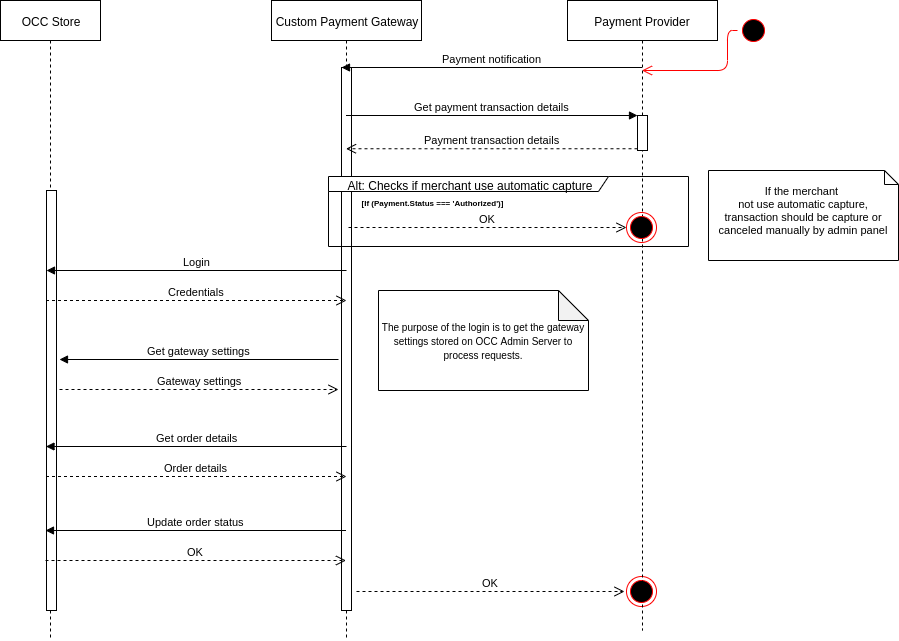 OCC Store
Custom Payment Gateway
Payment Provider
Payment notification
Get payment transaction details
Payment transaction details
Alt: Checks if merchant use automatic capture
[If (Payment.Status === 'Authorized')]
OK
If the merchant
not use automatic capture,
transaction should be capture or
canceled manually by admin panel
Login
Credentials
The purpose of the login is to get the gateway
settings stored on OCC Admin Server to
process requests.
Get gateway settings
Gateway settings
Get order details
Order details
Update order status
OK
OK